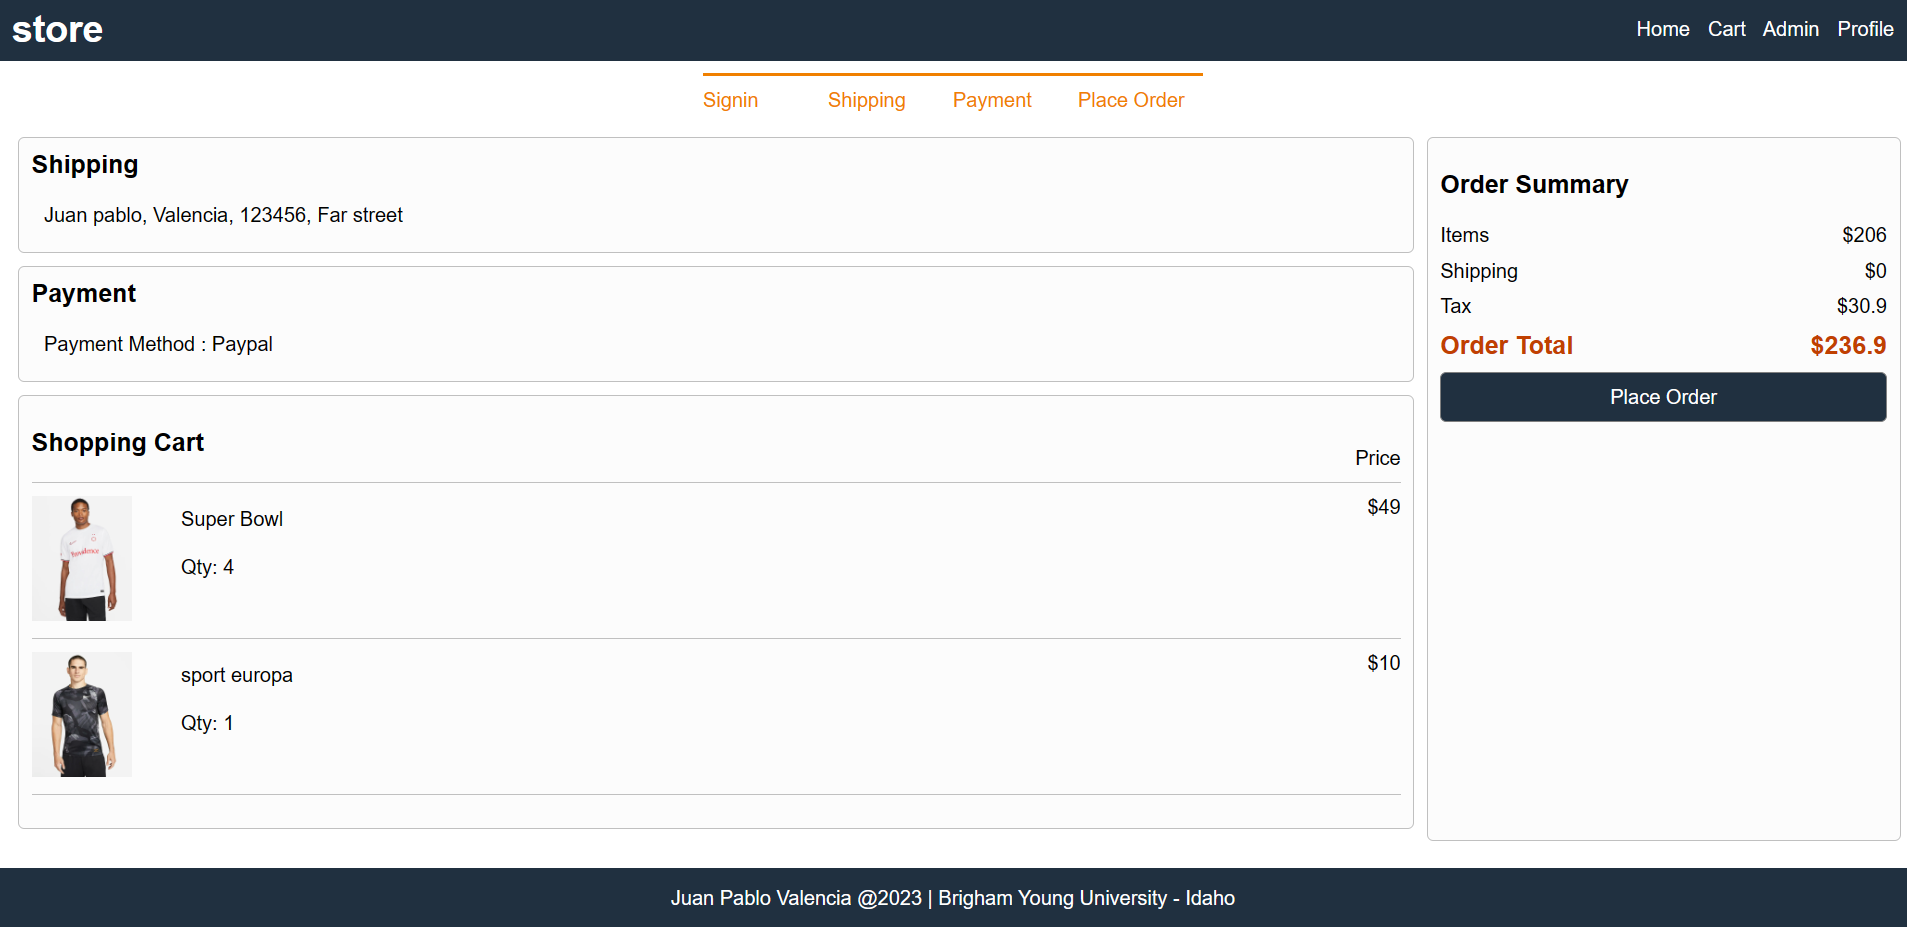 store
Home Cart Admin Profile
Signin Shipping Payment Place Order
Shipping
Juan pablo, Valencia, 123456, Far street
Payment
Payment Method : Paypal
Shopping Cart
Price
Super Bowl
$49
Qty: 4
Providence
sport europa
$10
Qty: 1
Order Summary
Items $206
Shipping $0
Tax $30.9
Order Total $236.9
Place Order
Juan Pablo Valencia @2023 | Brigham Young University - Idaho